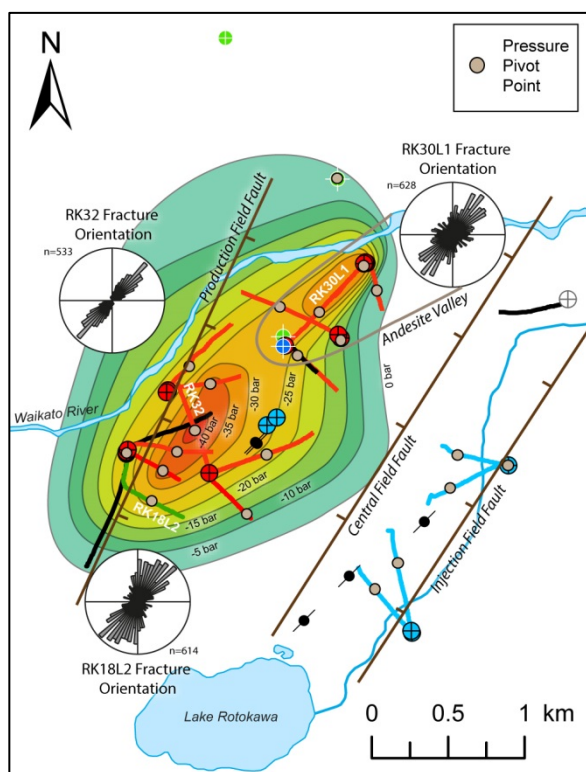 N
Pressure
Pivot
Point
RK30L1 Fracture
Orientation
n=628
RK32 Fracture
Orientation
n=533
Production Field Fault
RK30L1
Andesite Valley
Waikato River
RK32
0 bar
-25 bar
-30 bar
-35 bar
-40 bar
-20 bar
-10 bar
-15 bar
-5 bar
RK18L2
Central Field Fault
Injection Field Fault
n=614
RK18L2 Fracture
Orientation
Lake Rotokawa
0 0.5 1 km